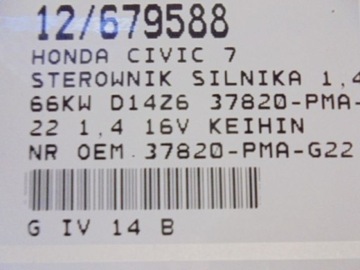 12/679588
HONDA CIVIC 7
STEROWNIK SILNIKA 1,4
66KW D14Z6 37820-PMA-
22 1,4 16V KEIHIN
NR OEM 37820-PMA-G22
G IV 14 B